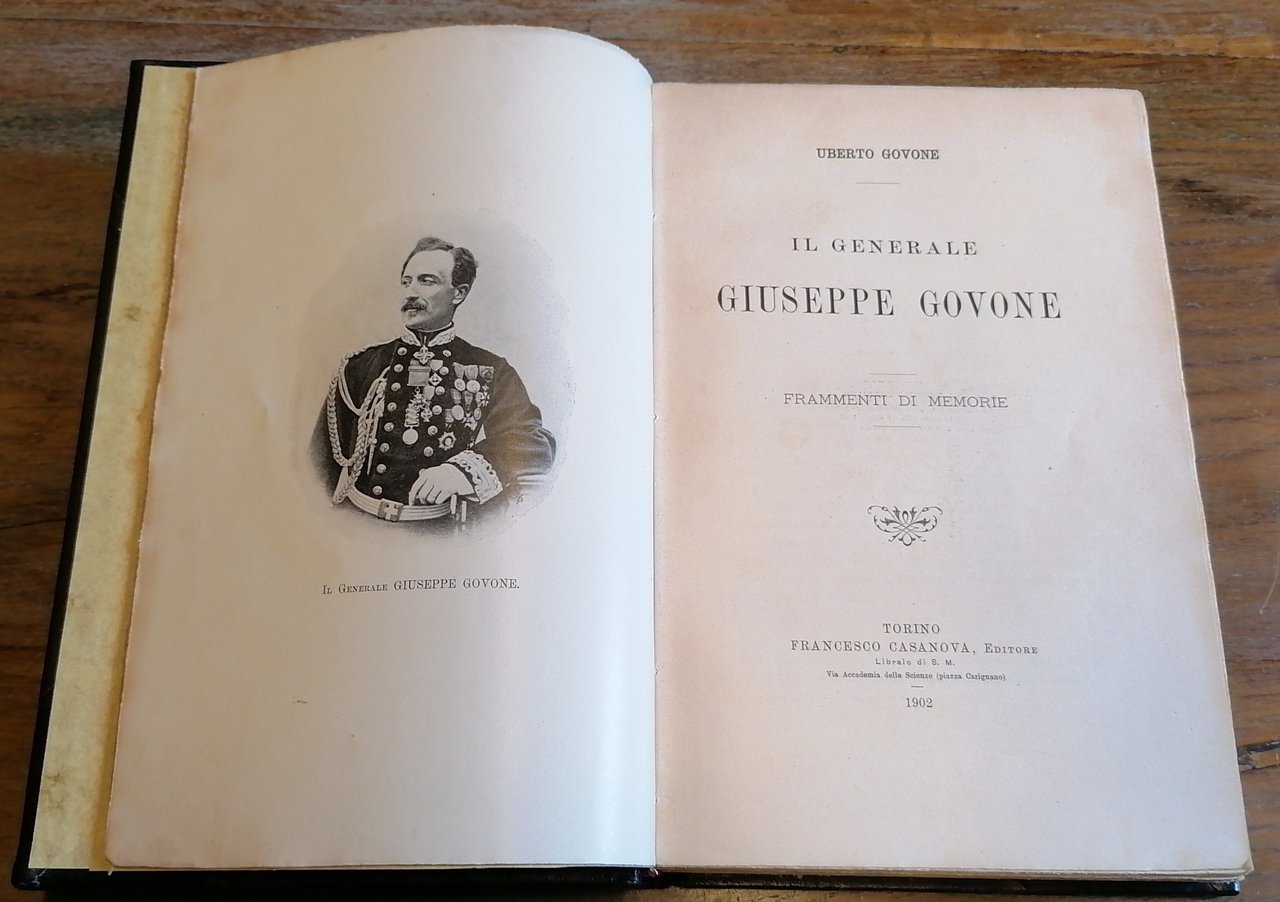 IL GENERALE GIUSEPPE GOVONE.
UBERTO GOVONE
IL GENERALE
GIUSEPPE GOVONE
FRAMMENTI DI MEMORIE
TORINO
FRANCESCO CASANOVA, EDITORE
Libraio di S. M.
Via Accademia delle Scienze (piazza Carignano)
1902